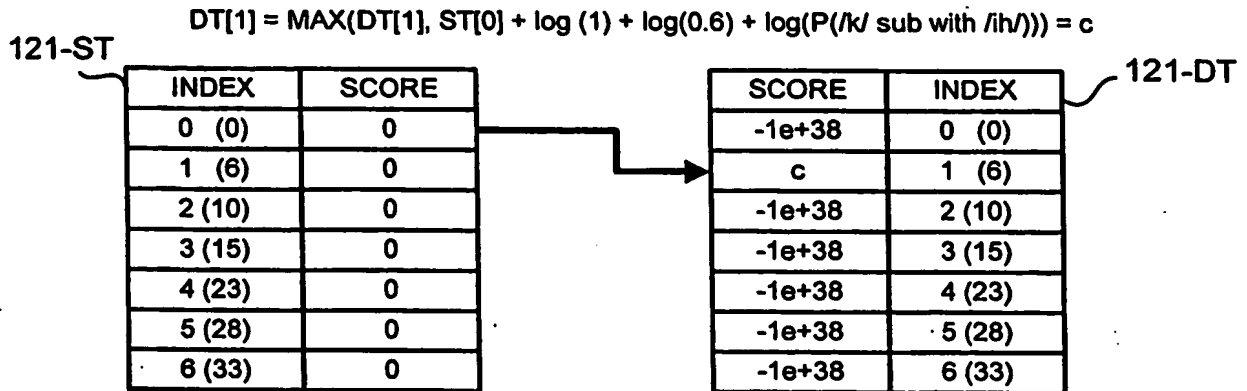 DT[1] = MAX(DT[1], ST[0] + log (1) + log(0.6) + log(P(/k/ sub with /ih/))) = c
121-ST
121-DT
INDEX SCORE
0 (0) 0
1 (6) 0
2 (10) 0
3 (15) 0
4 (23) 0
5 (28) 0
6 (33) 0
SCORE INDEX
-1e+38 0 (0)
c 1 (6)
-1e+38 2 (10)
-1e+38 3 (15)
-1e+38 4 (23)
-1e+38 5 (28)
-1e+38 6 (33)